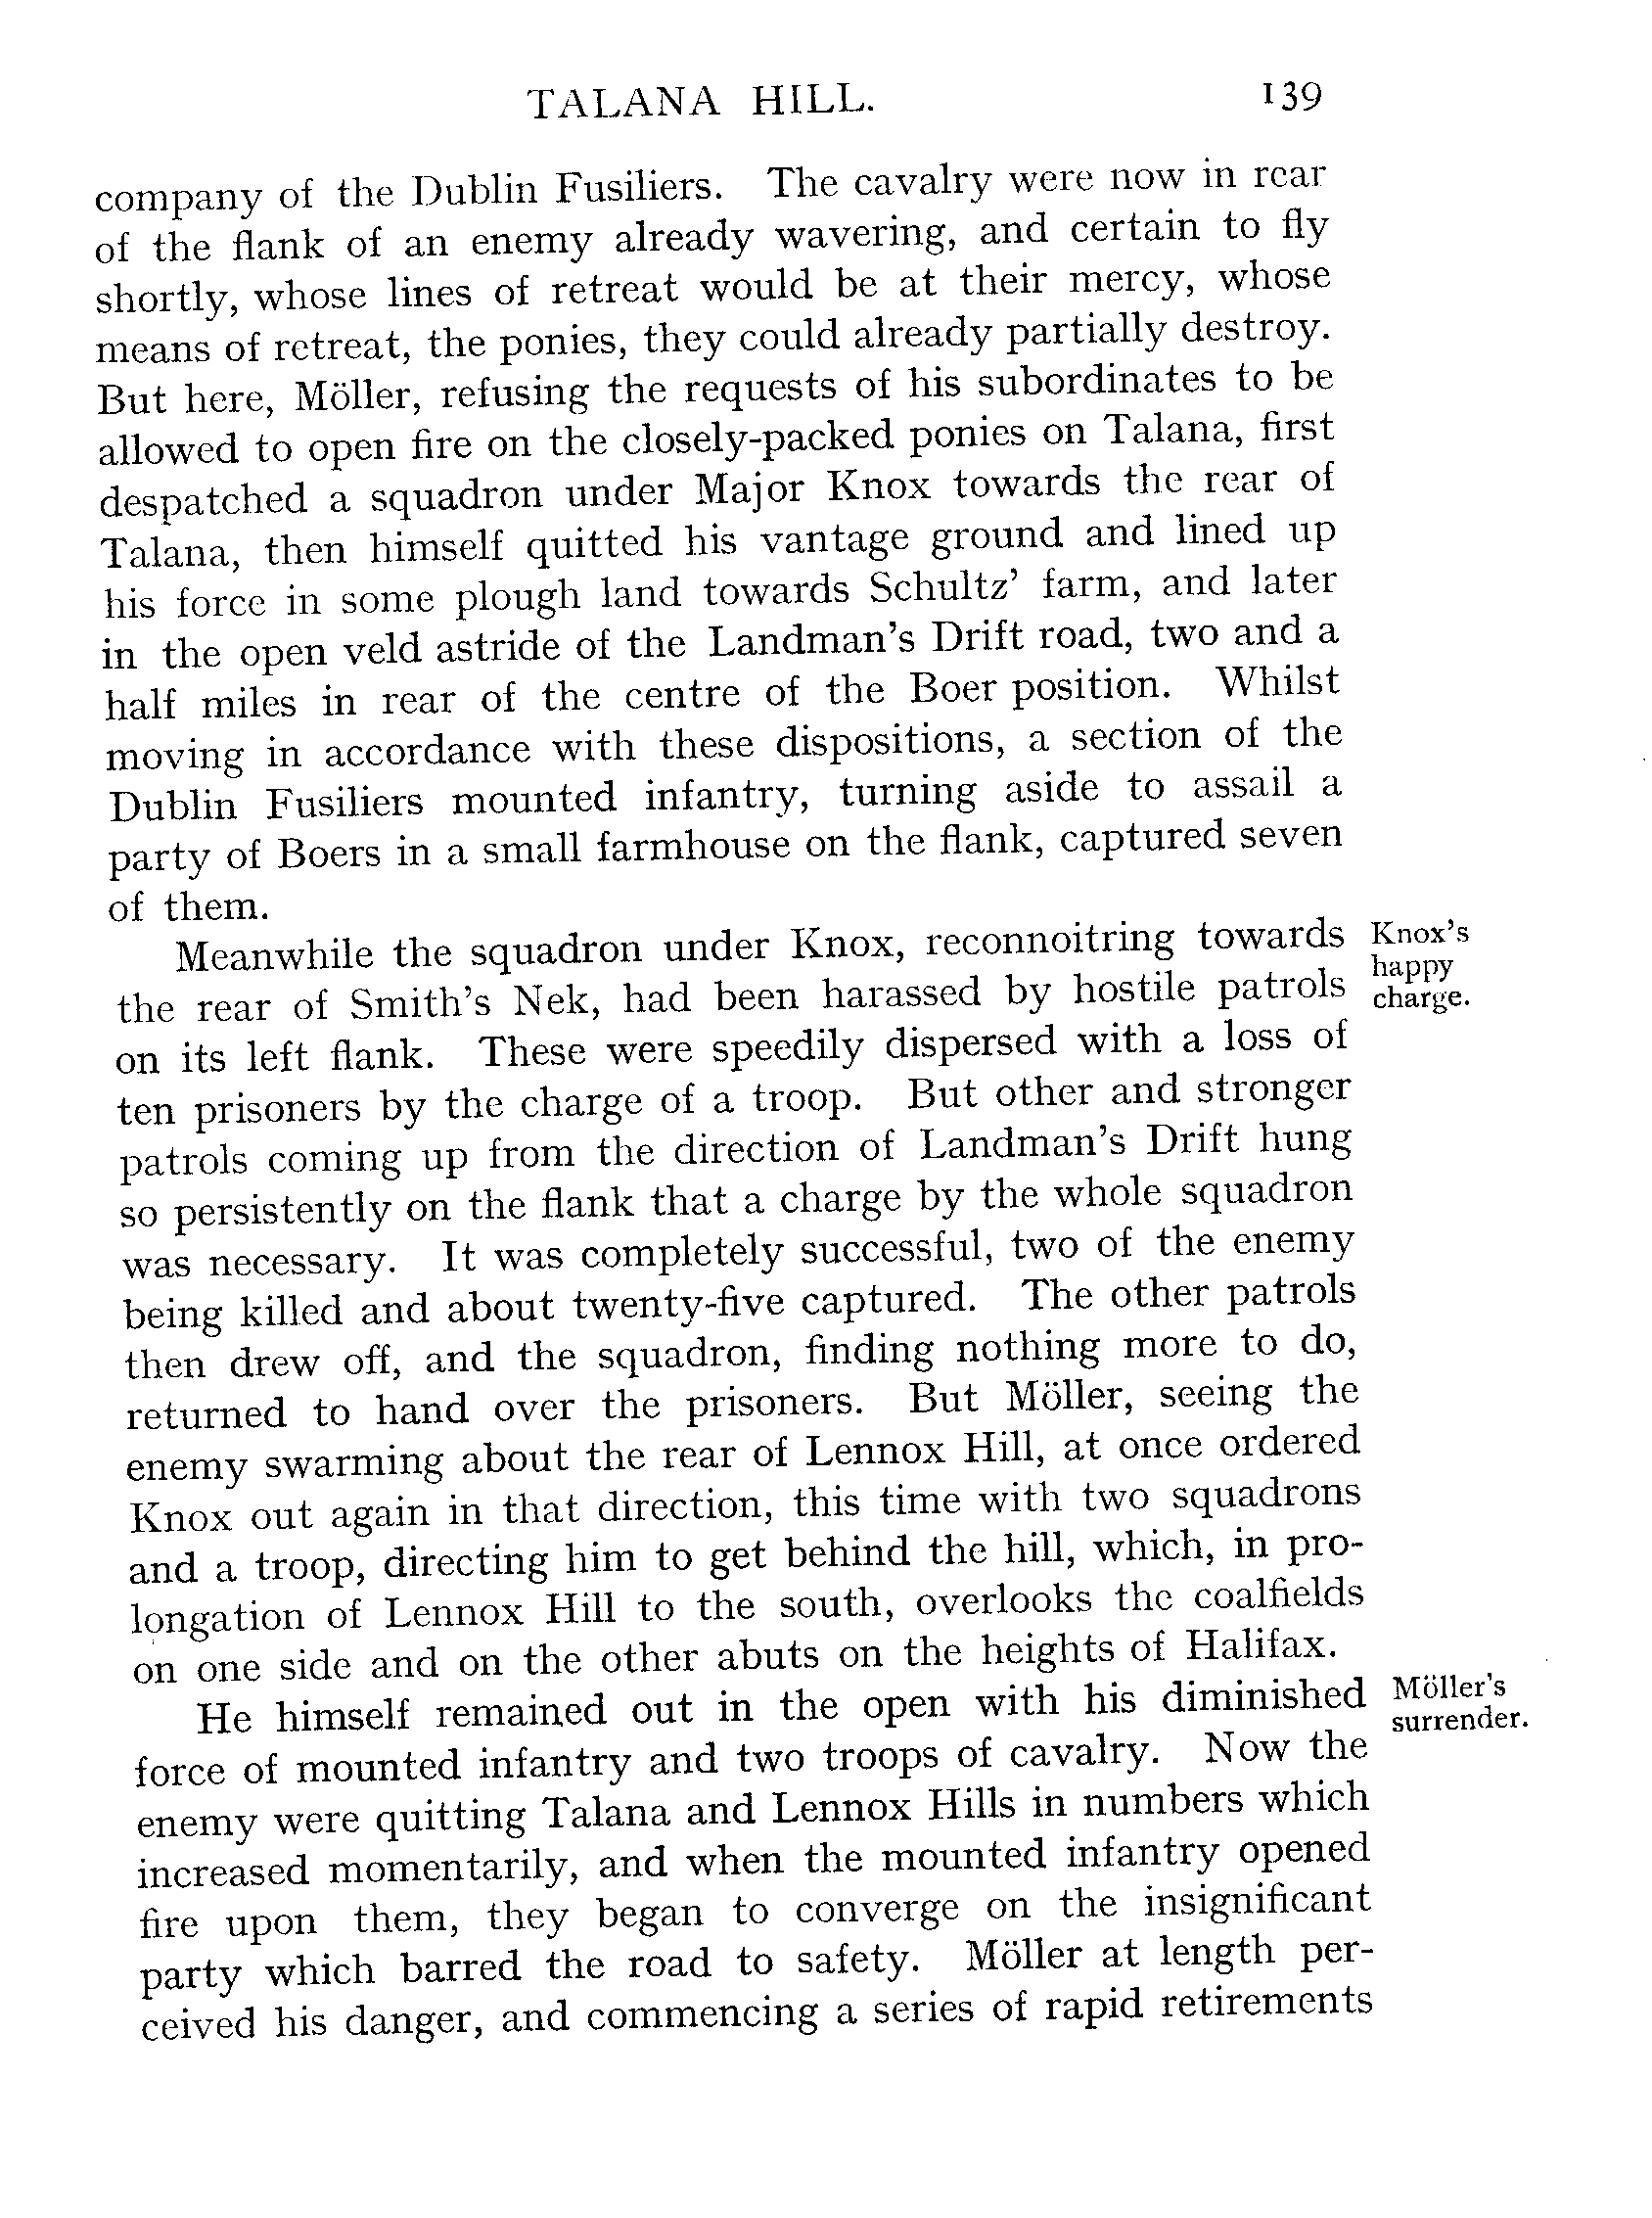 TALANA HILL. 139
company of the Dublin Fusiliers. The cavalry were now in rear
of the flank of an enemy already wavering, and certain to fly
shortly, whose lines of retreat would be at their mercy, whose
means of retreat, the ponies, they could already partially destroy.
But here, Möller, refusing the requests of his subordinates to be
allowed to open fire on the closely-packed ponies on Talana, first
despatched a squadron under Major Knox towards the rear of
Talana, then himself quitted his vantage ground and lined up
his force in some plough land towards Schultz’ farm, and later
in the open veld astride of the Landman’s Drift road, two and a
half miles in rear of the centre of the Boer position. Whilst
moving in accordance with these dispositions, a section of the
Dublin Fusiliers mounted infantry, turning aside to assail a
party of Boers in a small farmhouse on the flank, captured seven
of them.
Meanwhile the squadron under Knox, reconnoitring towards
the rear of Smith’s Nek, had been harassed by hostile patrols
on its left flank. These were speedily dispersed with a loss of
ten prisoners by the charge of a troop. But other and stronger
patrols coming up from the direction of Landman’s Drift hung
so persistently on the flank that a charge by the whole squadron
was necessary. It was completely successful, two of the enemy
being killed and about twenty-five captured. The other patrols
then drew off, and the squadron, finding nothing more to do,
returned to hand over the prisoners. But Möller, seeing the
enemy swarming about the rear of Lennox Hill, at once ordered
Knox out again in that direction, this time with two squadrons
and a troop, directing him to get behind the hill, which, in pro-
longation of Lennox Hill to the south, overlooks the coalfields
on one side and on the other abuts on the heights of Halifax.
Knox’s
happy
charge.
He himself remained out in the open with his diminished
force of mounted infantry and two troops of cavalry. Now the
enemy were quitting Talana and Lennox Hills in numbers which
increased momentarily, and when the mounted infantry opened
fire upon them, they began to converge on the insignificant
party which barred the road to safety. Möller at length per-
ceived his danger, and commencing a series of rapid retirements
Möller’s
surrender.